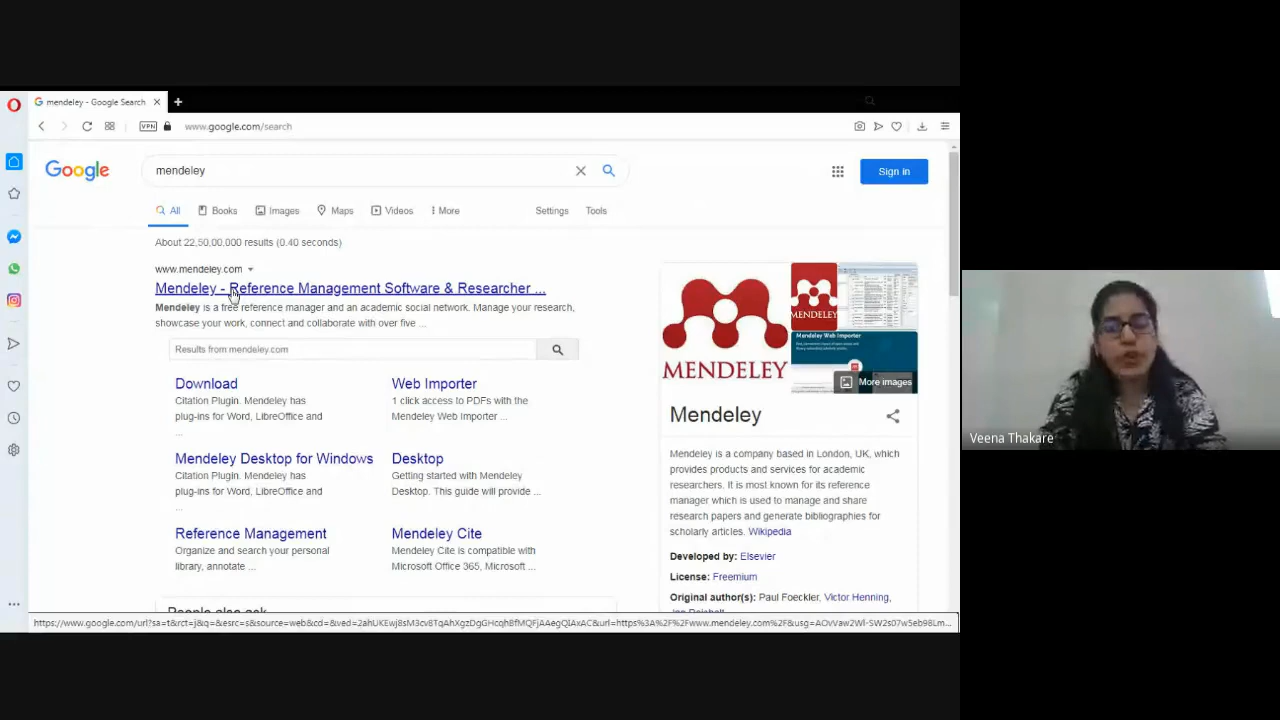 mendeley - Google Search
VPN
www.google.com/search
Google
mendeley
Sign in
All
Books
Images
Maps
Videos
More
Settings
Tools
About 22,50,00,000 results (0.40 seconds)
www.mendeley.com
Mendeley - Reference Management Software & Researcher ...
Mendeley is a free reference manager and an academic social network. Manage your research,
showcase your work, connect and collaborate with over five ...
Results from mendeley.com
Download
Citation Plugin. Mendeley has
plug-ins for Word, LibreOffice and
...
Web Importer
1 click access to PDFs with the
Mendeley Web Importer ...
Mendeley Desktop for Windows
Citation Plugin. Mendeley has
plug-ins for Word, LibreOffice and
...
Desktop
Getting started with Mendeley
Desktop. This guide will provide ...
Reference Management
Organize and search your personal
library, annotate ...
Mendeley Cite
Mendeley Cite is compatible with
Microsoft Office 365, Microsoft ...
People also ask
MENDELEY
MENDELEY
Mendeley Web Importer
More images
Mendeley
Mendeley is a company based in London, UK, which
provides products and services for academic
researchers. It is most known for its reference
manager which is used to manage and share
research papers and generate bibliographies for
scholarly articles. Wikipedia
Developed by: Elsevier
License: Freemium
Original author(s): Paul Foeckler, Victor Henning,
Veena Thakare